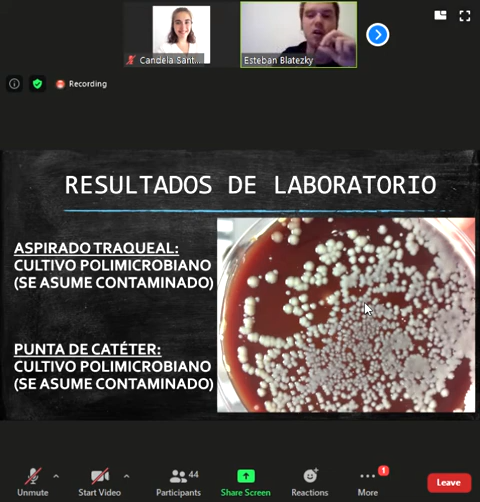 Candela Sant...
Esteban Blatezky
Recording
RESULTADOS DE LABORATORIO
ASPIRADO TRAQUEAL:
CULTIVO POLIMICROBIANO
(SE ASUME CONTAMINADO)
PUNTA DE CATÉTER:
CULTIVO POLIMICROBIANO
(SE ASUME CONTAMINADO)
Unmute
Start Video
44
Participants
Share Screen
Reactions
1
More
Leave